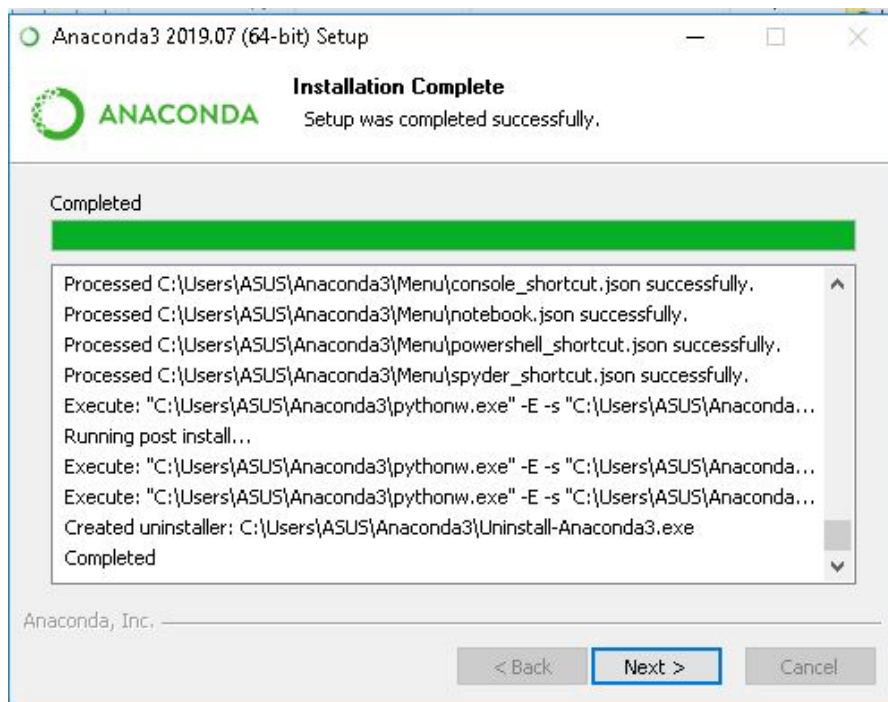 Anaconda3 2019.07 (64-bit) Setup
ANACONDA
Installation Complete
Setup was completed successfully.
Completed
Processed C:\Users\ASUS\Anaconda3\Menu\console_shortcut.json successfully.
Processed C:\Users\ASUS\Anaconda3\Menu\notebook.json successfully.
Processed C:\Users\ASUS\Anaconda3\Menu\powershell_shortcut.json successfully.
Processed C:\Users\ASUS\Anaconda3\Menu\spyder_shortcut.json successfully.
Execute: "C:\Users\ASUS\Anaconda3\pythonw.exe" -E -s "C:\Users\ASUS\Anaconda...
Running post install...
Execute: "C:\Users\ASUS\Anaconda3\pythonw.exe" -E -s "C:\Users\ASUS\Anaconda...
Execute: "C:\Users\ASUS\Anaconda3\pythonw.exe" -E -s "C:\Users\ASUS\Anaconda...
Created uninstaller: C:\Users\ASUS\Anaconda3\Uninstall-Anaconda3.exe
Completed
Anaconda, Inc.
< Back Next > Cancel